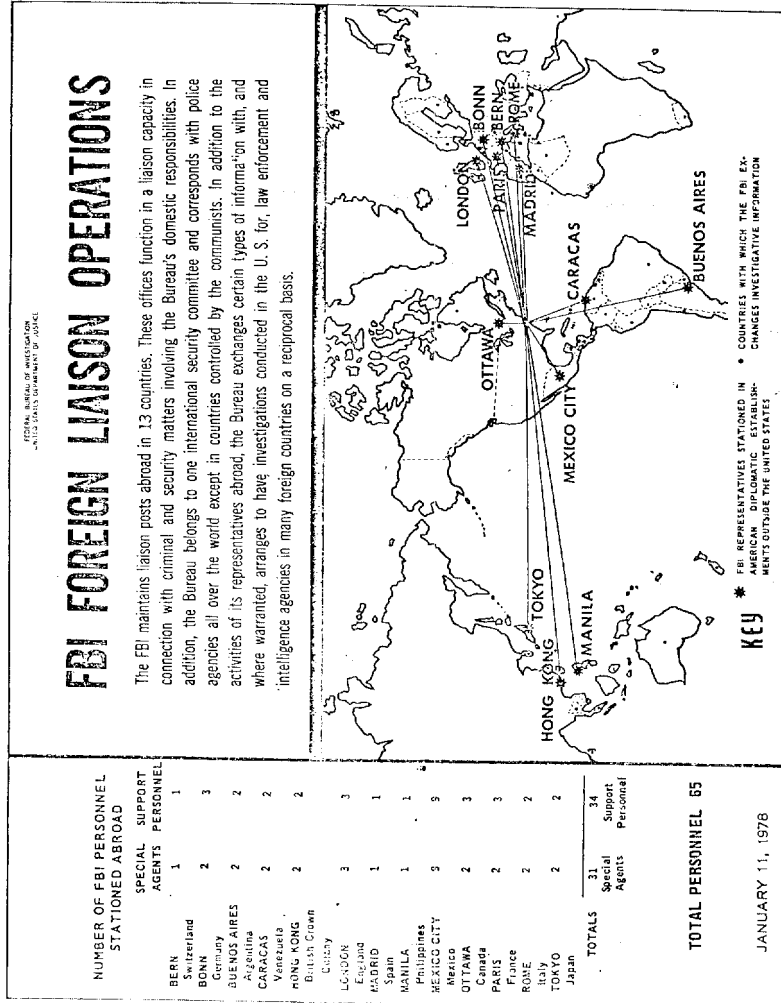 FEDERAL BUREAU OF INVESTIGATION
UNITED STATES DEPARTMENT OF JUSTICE
FBI FOREIGN LIAISON OPERATIONS
The FBI maintains liaison posts abroad in 13 countries. These offices function in a liaison capacity in
connection with criminal and security matters involving the Bureau's domestic responsibilities. In
addition, the Bureau belongs to one international security committee and corresponds with police
agencies all over the world except in countries controlled by the communists. In addition to the
activities of its representatives abroad, the Bureau exchanges certain types of information with, and
where warranted, arranges to have investigations conducted in the U. S. for, law enforcement and
intelligence agencies in many foreign countries on a reciprocal basis.
LONDON
BONN
PARIS
BERN
ROME
MADRID
OTTAWA
CARACAS
MEXICO CITY
BUENOS AIRES
TOKYO
HONG KONG
MANILA
KEY
FBI REPRESENTATIVES STATIONED IN
AMERICAN DIPLOMATIC ESTABLISH-
MENTS OUTSIDE THE UNITED STATES
COUNTRIES WITH WHICH THE FBI EX-
CHANGES INVESTIGATIVE INFORMATION
NUMBER OF FBI PERSONNEL
STATIONED ABROAD
SPECIAL SUPPORT
AGENTS PERSONNEL
BERN 1 1
Switzerland
BONN 2 3
Germany
BUENOS AIRES 2 2
Argentina
CARACAS 2 2
Venezuela
HONG KONG 2 2
British Crown
Colony
LONDON 3 3
England
MADRID 1 1
Spain
MANILA 1 1
Philippines
MEXICO CITY 9 9
Mexico
OTTAWA 2 3
Canada
PARIS 2 3
France
ROME 2 2
Italy
TOKYO 2 2
Japan
TOTALS 31 34
Special Support
Agents Personnel
TOTAL PERSONNEL 65
JANUARY 11, 1978